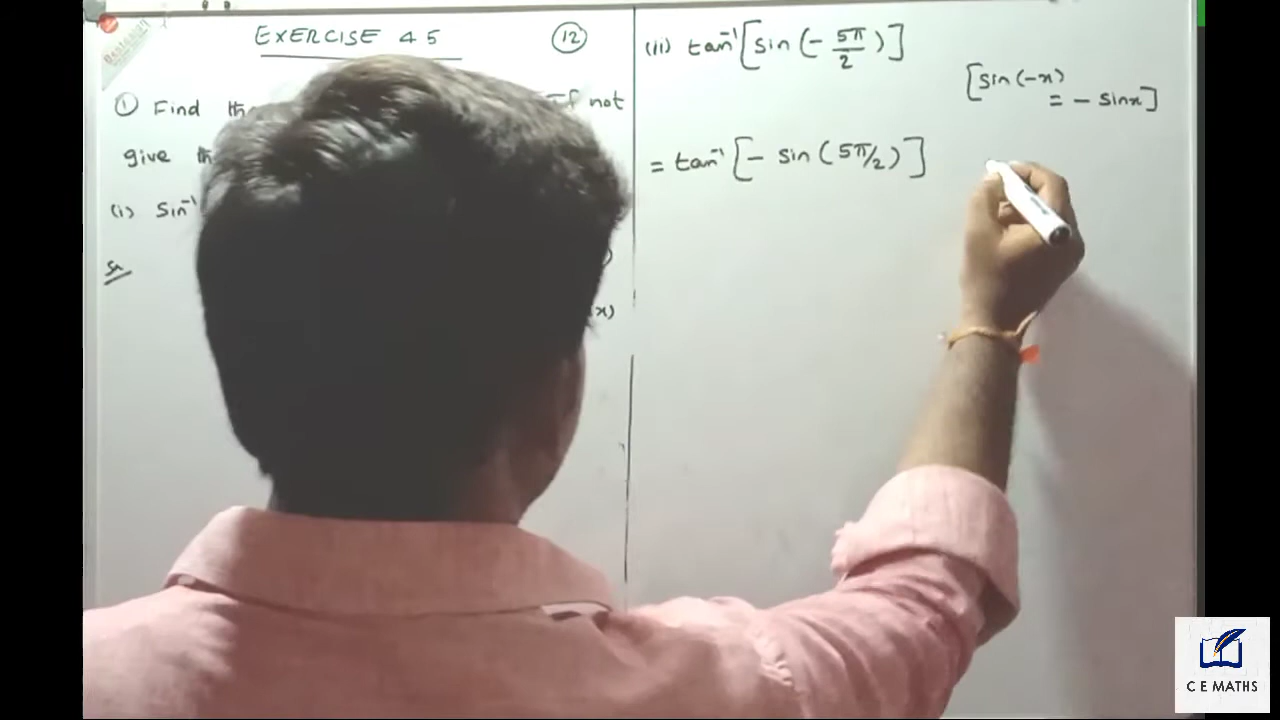 EXERCISE 4 5
12
① Find
if not
give
(i) Sin⁻¹
x)
(ii) tan⁻¹[sin(-5π/2)]
[sin(-x)
= - sinx]
= tan⁻¹[- sin(5π/2)]
C E MATHS